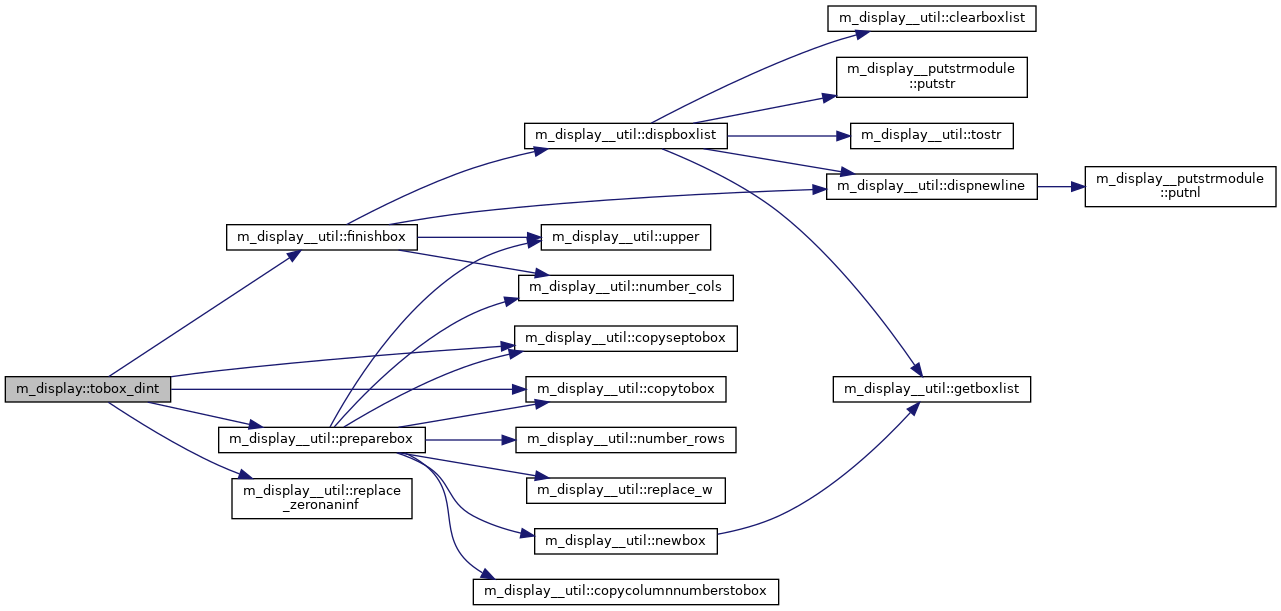 m_display__util::clearboxlist
m_display__putstrmodule
::putstr
m_display__util::dispboxlist
m_display__util::tostr
m_display__util::dispnewline
m_display__putstrmodule
::putnl
m_display__util::finishbox
m_display__util::upper
m_display__util::number_cols
m_display__util::copyseptobox
m_display::tobox_dint
m_display__util::copytobox
m_display__util::getboxlist
m_display__util::preparebox
m_display__util::number_rows
m_display__util::replace
_zeronaninf
m_display__util::replace_w
m_display__util::newbox
m_display__util::copycolumnnumberstobox